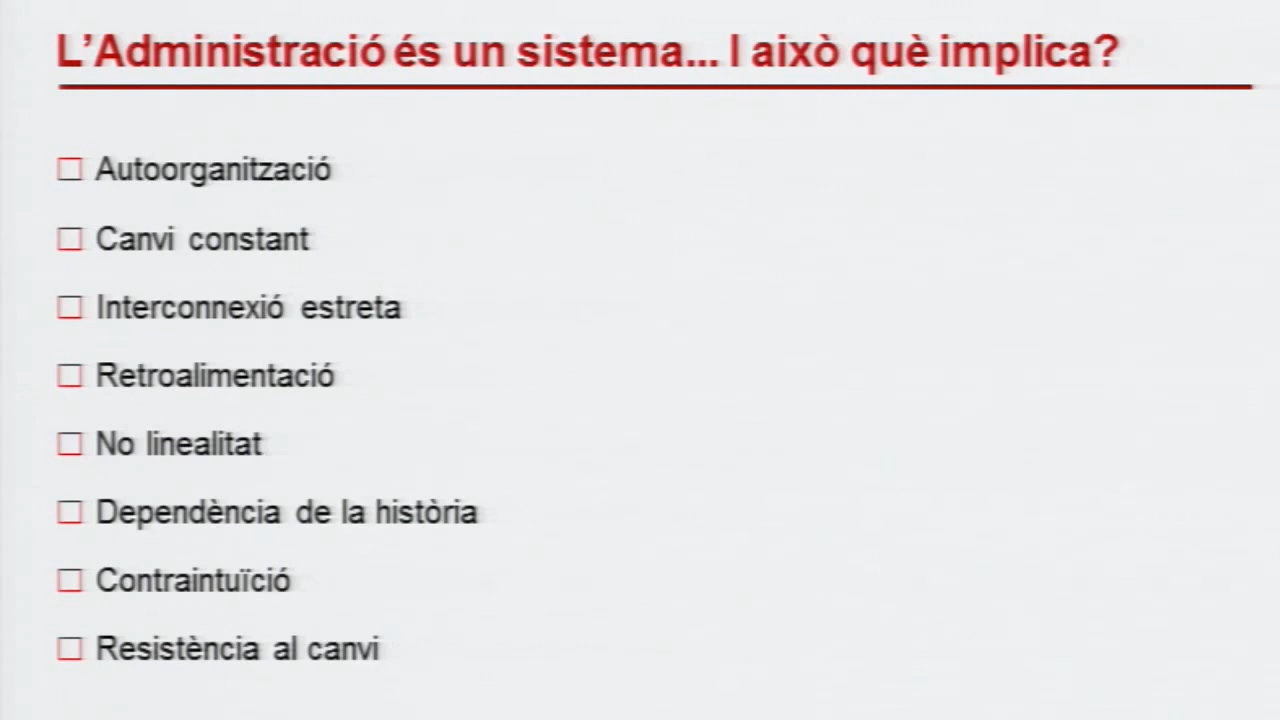 L’Administració és un sistema... I això què implica?
Autoorganització
Canvi constant
Interconnexió estreta
Retroalimentació
No linealitat
Dependència de la història
Contraintuïció
Resistència al canvi